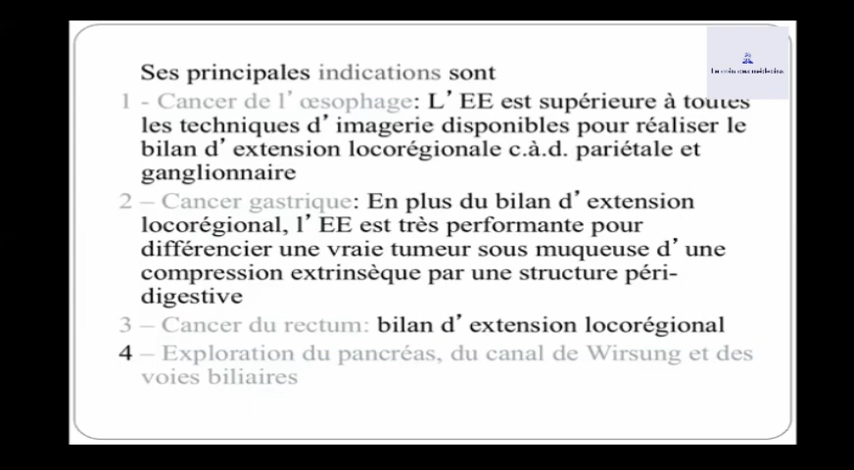 Ses principales indications sont
1 - Cancer de l’œsophage: L’EE est supérieure à toutes
les techniques d’imagerie disponibles pour réaliser le
bilan d’extension locorégionale c.à.d. pariétale et
ganglionnaire
2 – Cancer gastrique: En plus du bilan d’extension
locorégional, l’EE est très performante pour
différencier une vraie tumeur sous muqueuse d’une
compression extrinsèque par une structure péri-
digestive
3 – Cancer du rectum: bilan d’extension locorégional
4 – Exploration du pancréas, du canal de Wirsung et des
voies biliaires